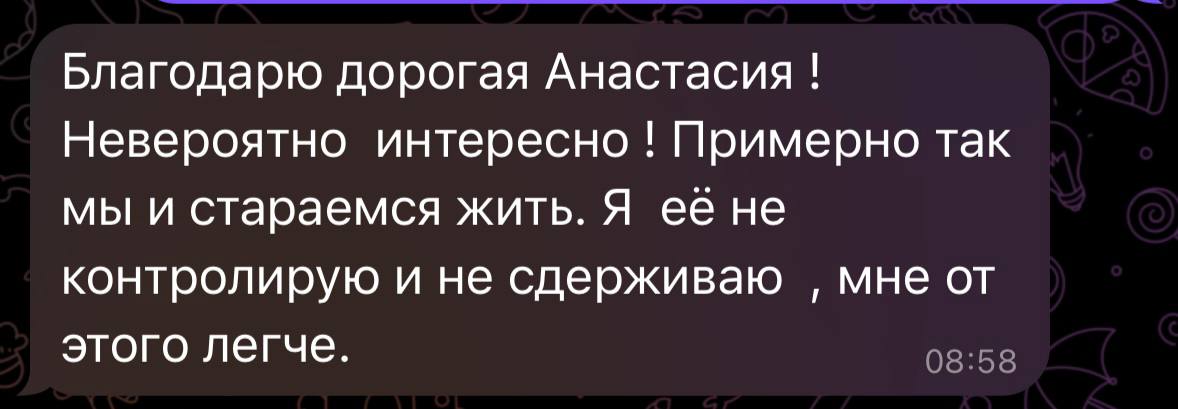 Благодарю дорогая Анастасия !
Невероятно  интересно ! Примерно так
мы и стараемся жить. Я  её не
контролирую и не сдерживаю  , мне от
этого легче.
08:58